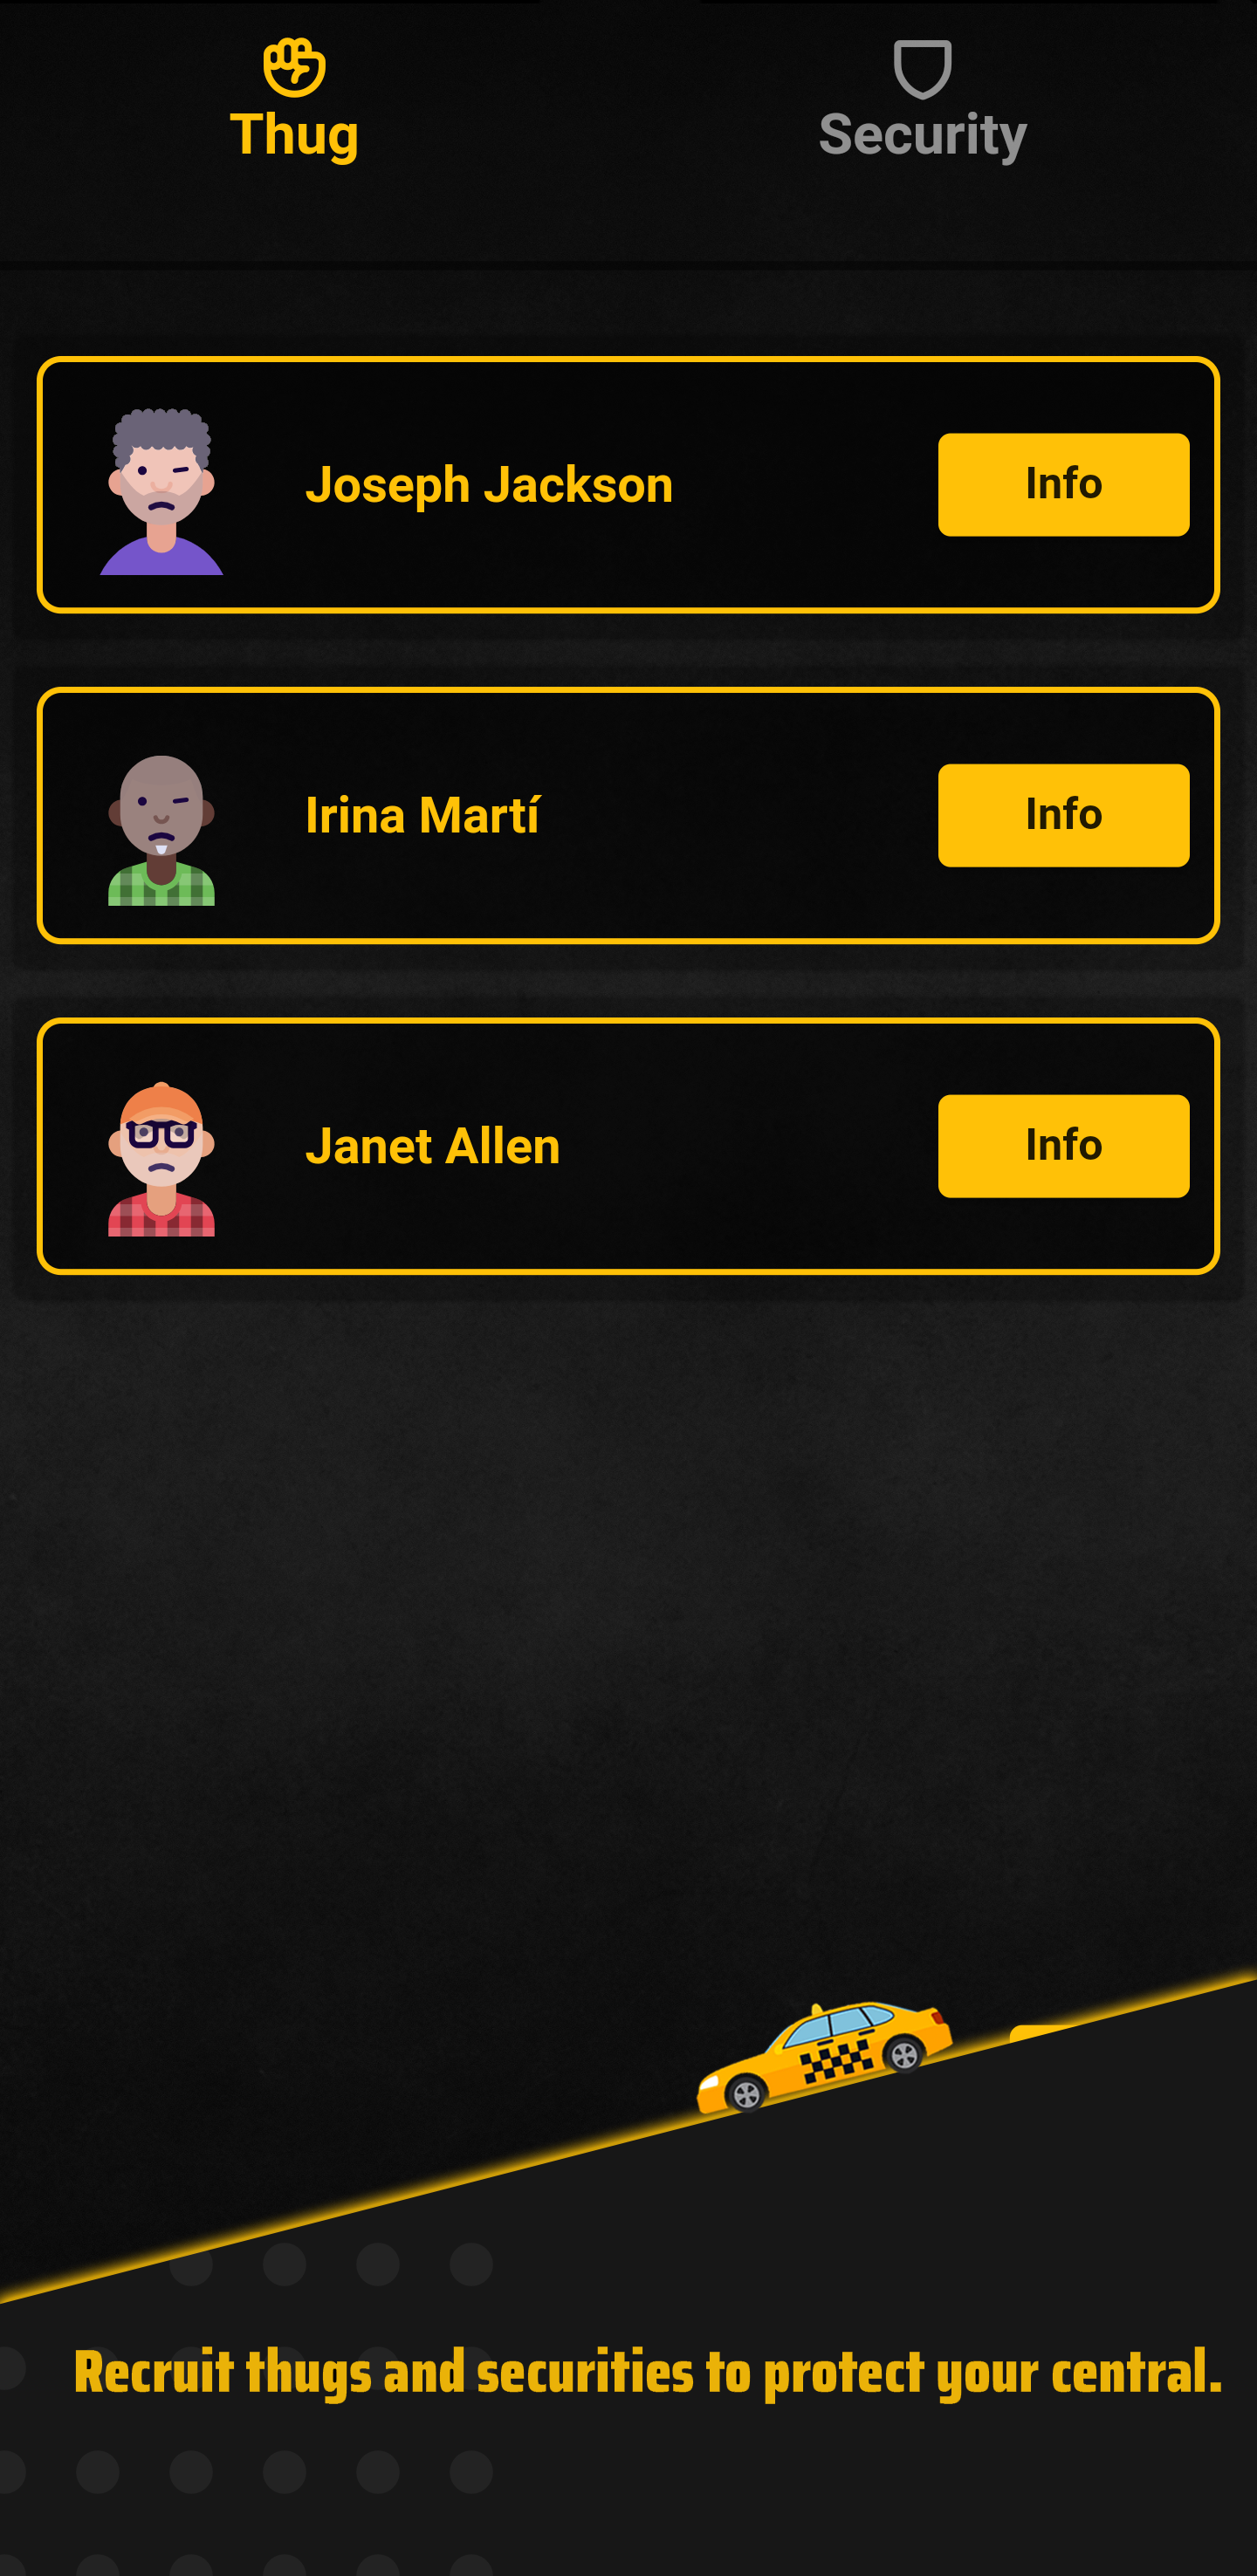 Thug
Security
Joseph Jackson
Info
Irina Martí
Info
Janet Allen
Info
Recruit thugs and securities to protect your central.